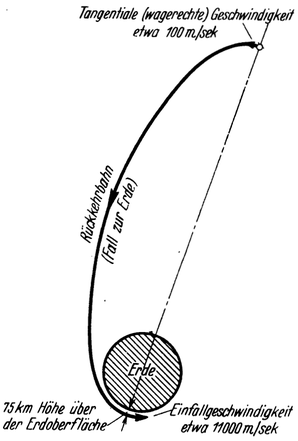 Tangentiale (wagerechte) Geschwindigkeit
etwa 100 m/sek
Rückkehrbahn
(Fall zur Erde)
Erde
75 km Höhe über
der Erdoberfläche
Einfallgeschwindigkeit
etwa 11000 m/sek